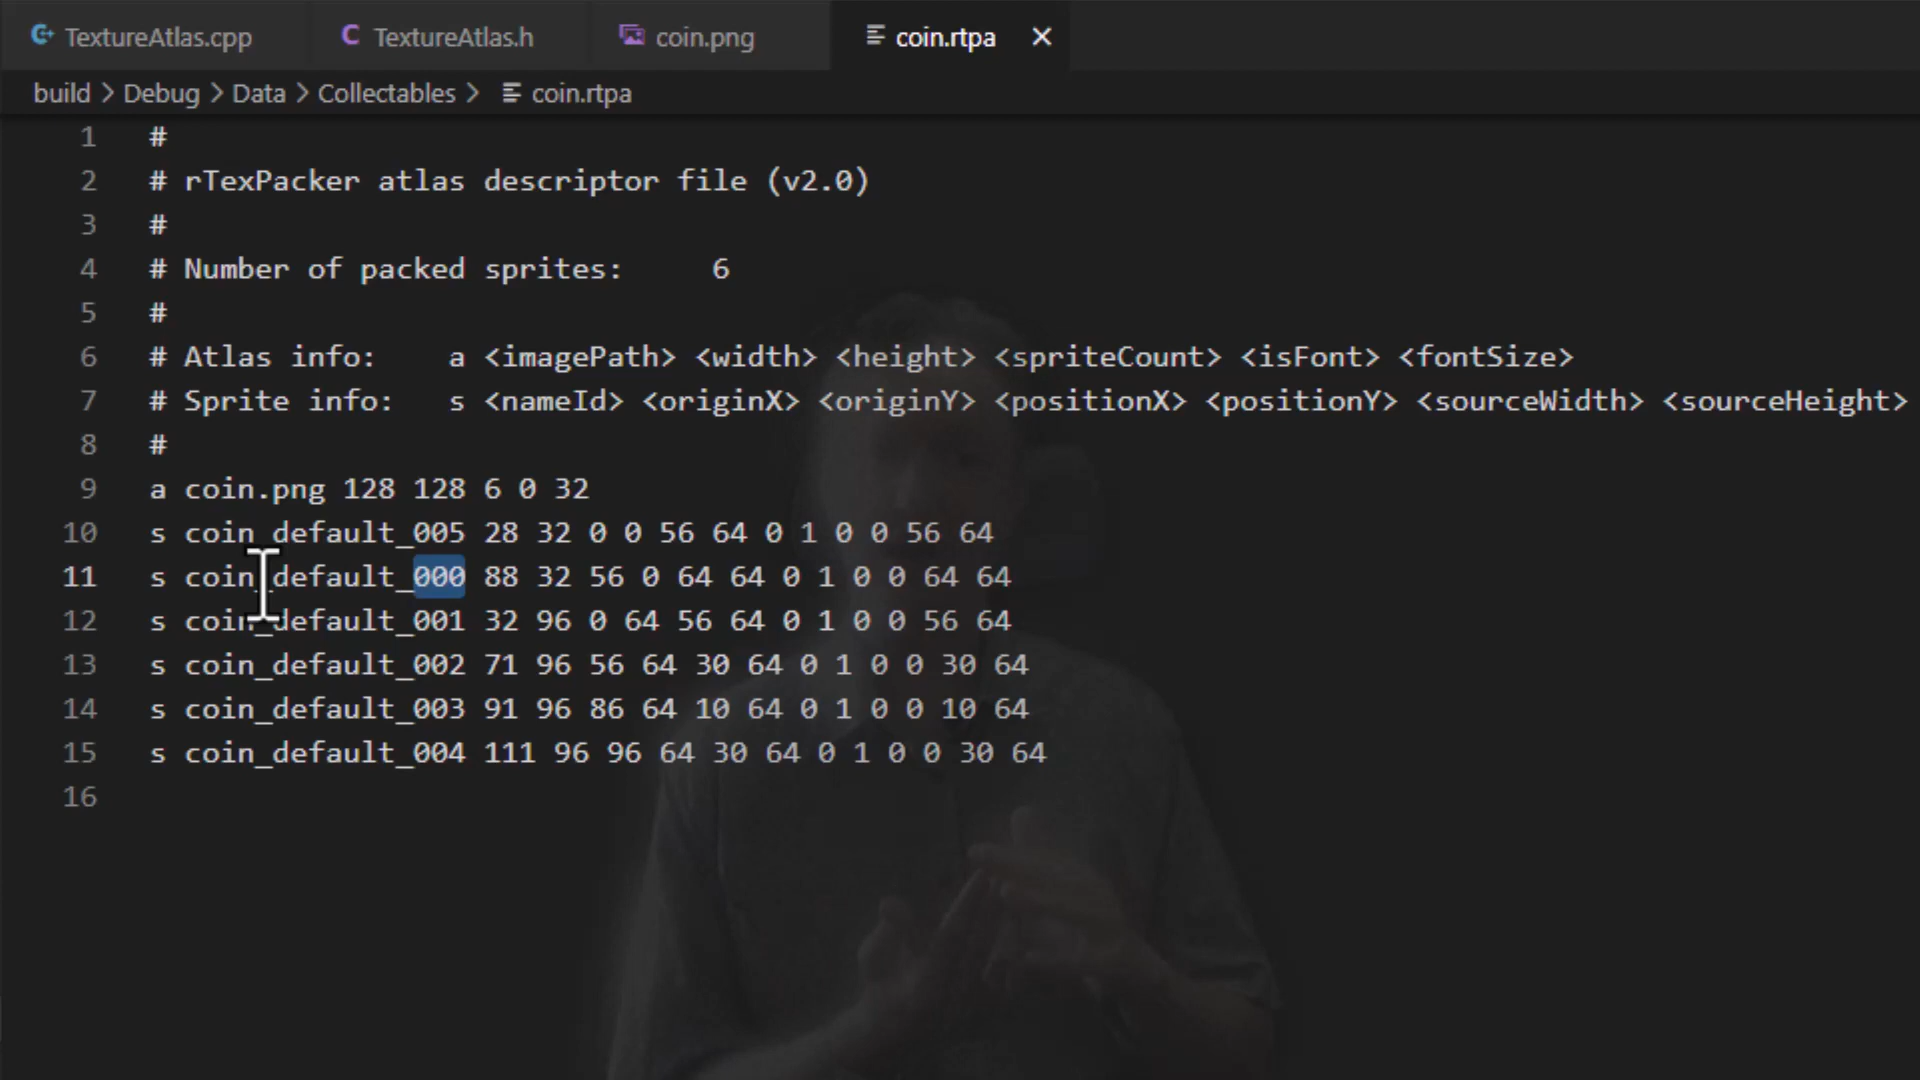 TextureAtlas.cpp TextureAtlas.h coin.png coin.rtpa
build > Debug > Data > Collectables > coin.rtpa
1 #
2 # rTexPacker atlas descriptor file (v2.0)
3 #
4 # Number of packed sprites: 6
5 #
6 # Atlas info: a <imagePath> <width> <height> <spriteCount> <isFont> <fontSize>
7 # Sprite info: s <nameId> <originX> <originY> <positionX> <positionY> <sourceWidth> <sourceHeight>
8 #
9 a coin.png 128 128 6 0 32
10 s coin_default_005 28 32 0 0 56 64 0 1 0 0 56 64
11 s coin_default_000 88 32 56 0 64 64 0 1 0 0 64 64
12 s coin_default_001 32 96 0 64 56 64 0 1 0 0 56 64
13 s coin_default_002 71 96 56 64 30 64 0 1 0 0 30 64
14 s coin_default_003 91 96 86 64 10 64 0 1 0 0 10 64
15 s coin_default_004 111 96 96 64 30 64 0 1 0 0 30 64
16